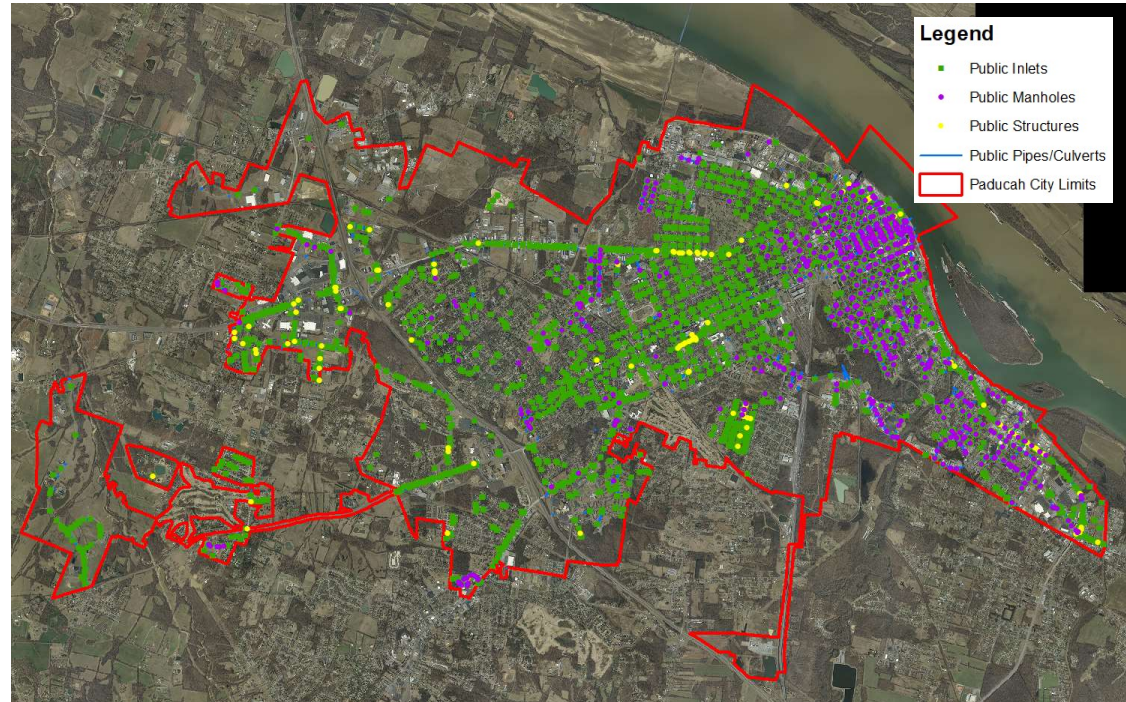 Legend
Public Inlets
Public Manholes
Public Structures
Public Pipes/Culverts
Paducah City Limits